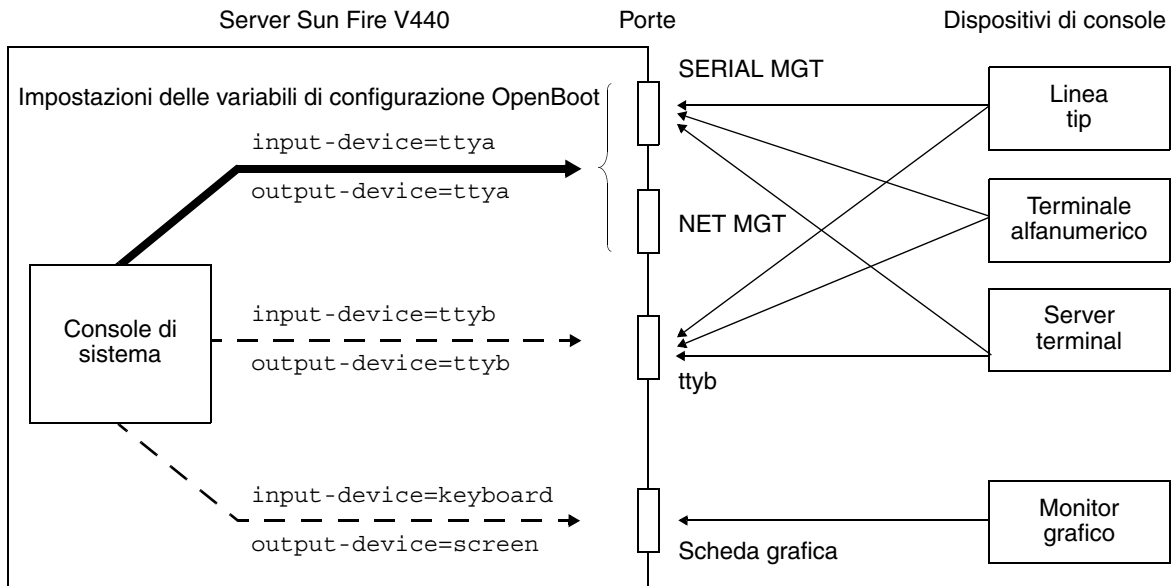 Server Sun Fire V440
Porte
Dispositivi di console
SERIAL MGT
Impostazioni delle variabili di configurazione OpenBoot
Linea
tip
input-device=ttya
output-device=ttya
NET MGT
Terminale
alfanumerico
Console di
sistema
input-device=ttyb
output-device=ttyb
ttyb
Server
terminal
input-device=keyboard
output-device=screen
Scheda grafica
Monitor
grafico